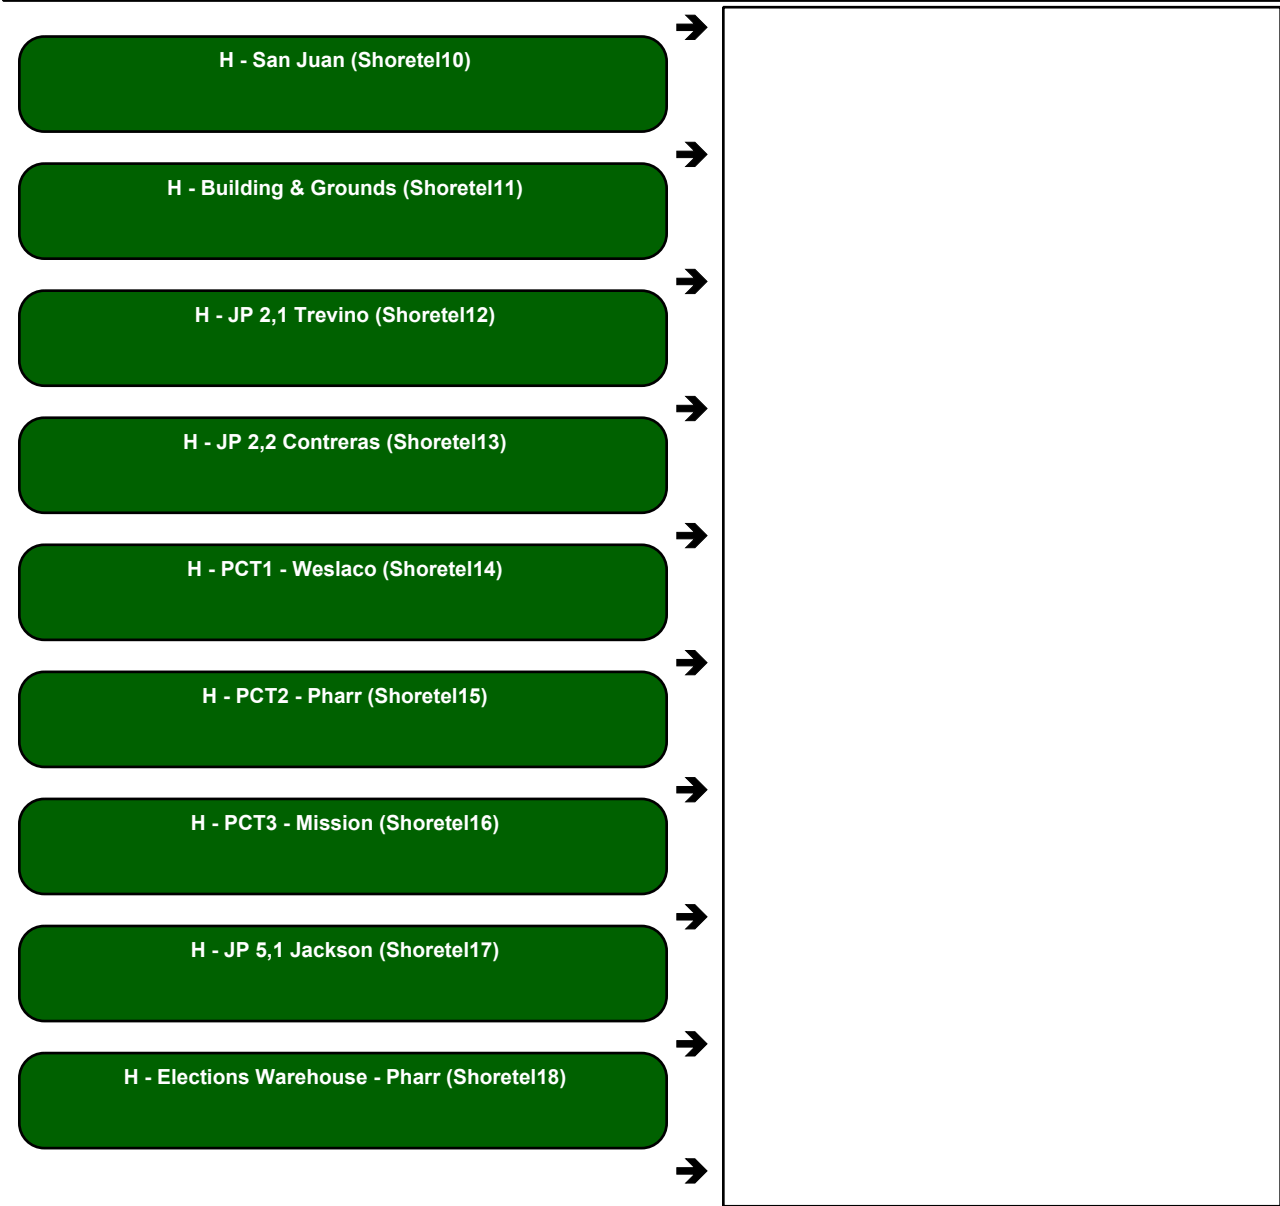 H - San Juan (Shoretel10)
H - Building & Grounds (Shoretel11)
H - JP 2,1 Trevino (Shoretel12)
H - JP 2,2 Contreras (Shoretel13)
H - PCT1 - Weslaco (Shoretel14)
H - PCT2 - Pharr (Shoretel15)
H - PCT3 - Mission (Shoretel16)
H - JP 5,1 Jackson (Shoretel17)
H - Elections Warehouse - Pharr (Shoretel18)